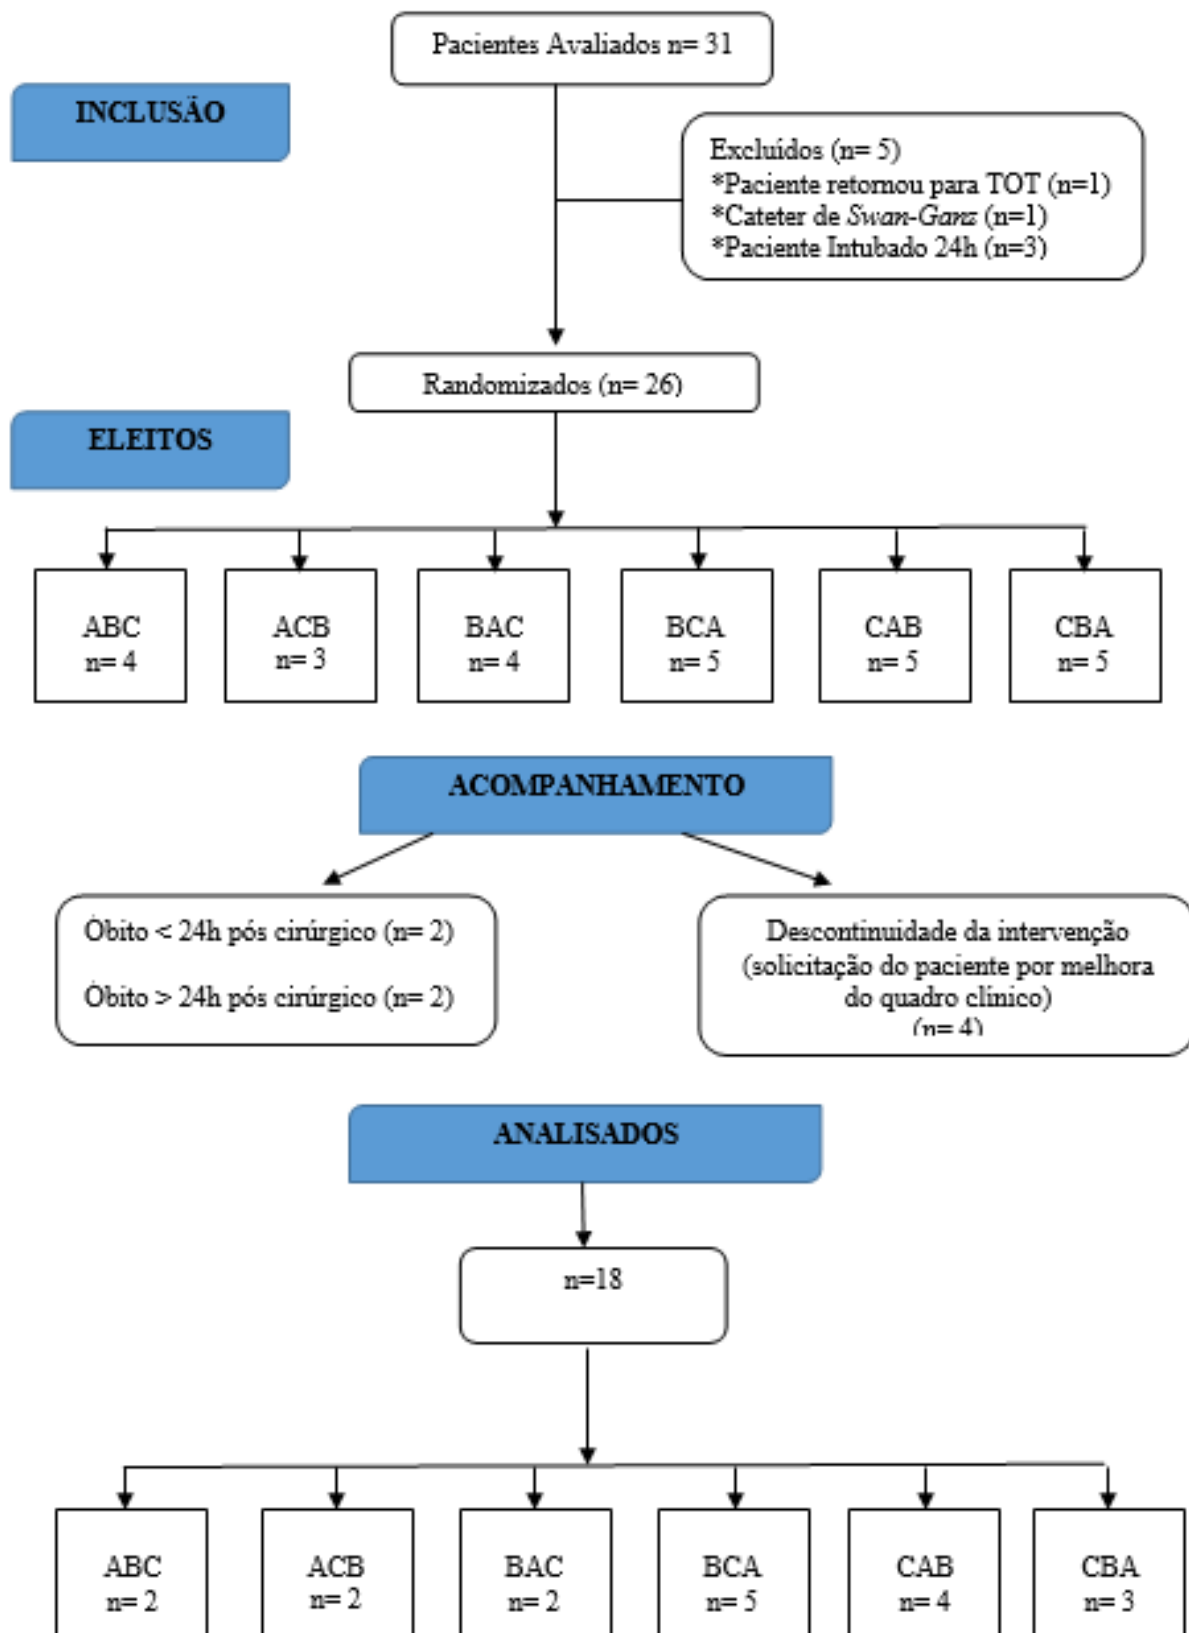 Pacientes Avaliados n= 31
INCLUSÃO
Excluídos (n= 5)
*Paciente retornou para TOT (n=1)
*Cateter de Swan-Ganz (n=1)
*Paciente Intubado 24h (n=3)
Randomizados (n= 26)
ELEITOS
ABC
n= 4
ACB
n= 3
BAC
n= 4
BCA
n= 5
CAB
n= 5
CBA
n= 5
ACOMPANHAMENTO
Óbito < 24h pós cirúrgico (n= 2)
Óbito > 24h pós cirúrgico (n= 2)
Descontinuidade da intervenção
(solicitação do paciente por melhora
do quadro clínico)
(n= 4)
ANALISADOS
n=18
ABC
n= 2
ACB
n= 2
BAC
n= 2
BCA
n= 5
CAB
n= 4
CBA
n= 3